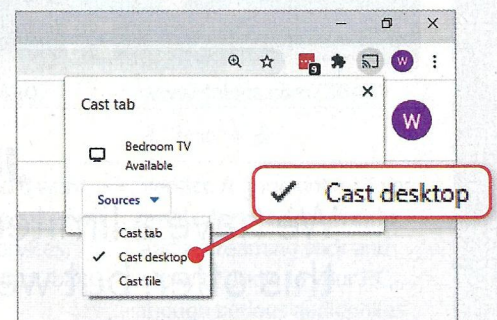 9
W
Cast tab
W
Bedroom TV
Available
Sources
Cast desktop
Cast tab
Cast desktop
Cast file